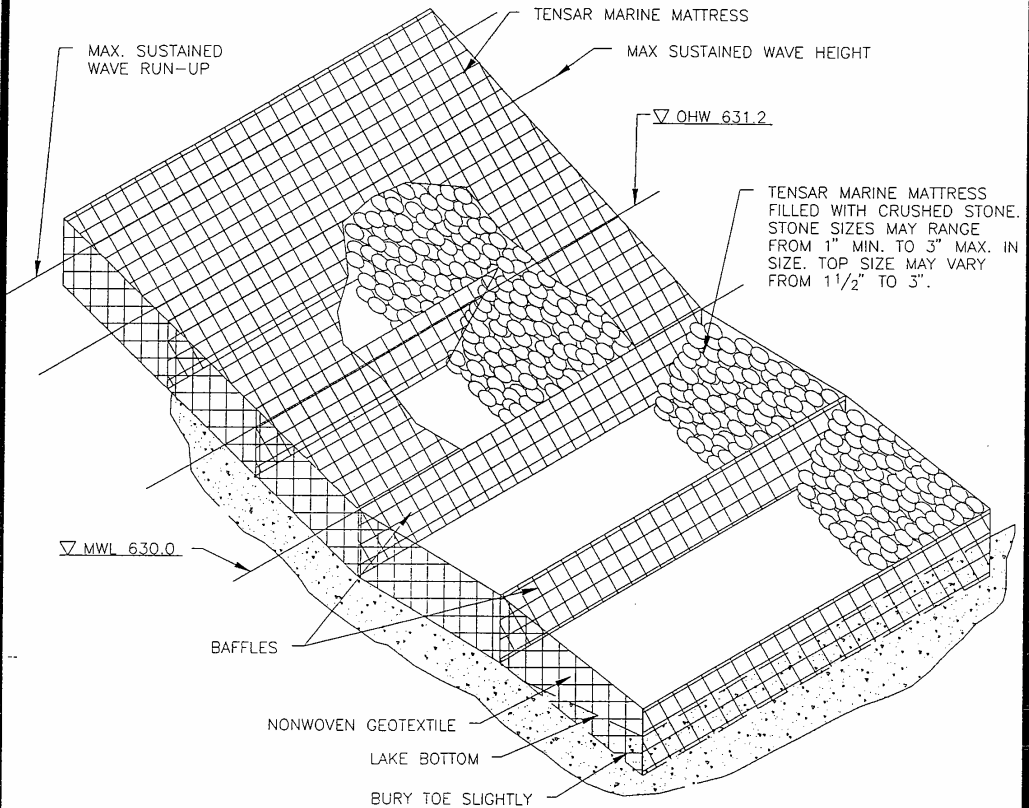 TENSAR MARINE MATTRESS
MAX. SUSTAINED
WAVE RUN-UP
MAX SUSTAINED WAVE HEIGHT
▽ OHW 631.2
TENSAR MARINE MATTRESS
FILLED WITH CRUSHED STONE.
STONE SIZES MAY RANGE
FROM 1" MIN. TO 3" MAX. IN
SIZE. TOP SIZE MAY VARY
FROM 1 1/2" TO 3".
▽ MWL 630.0
BAFFLES
NONWOVEN GEOTEXTILE
LAKE BOTTOM
BURY TOE SLIGHTLY